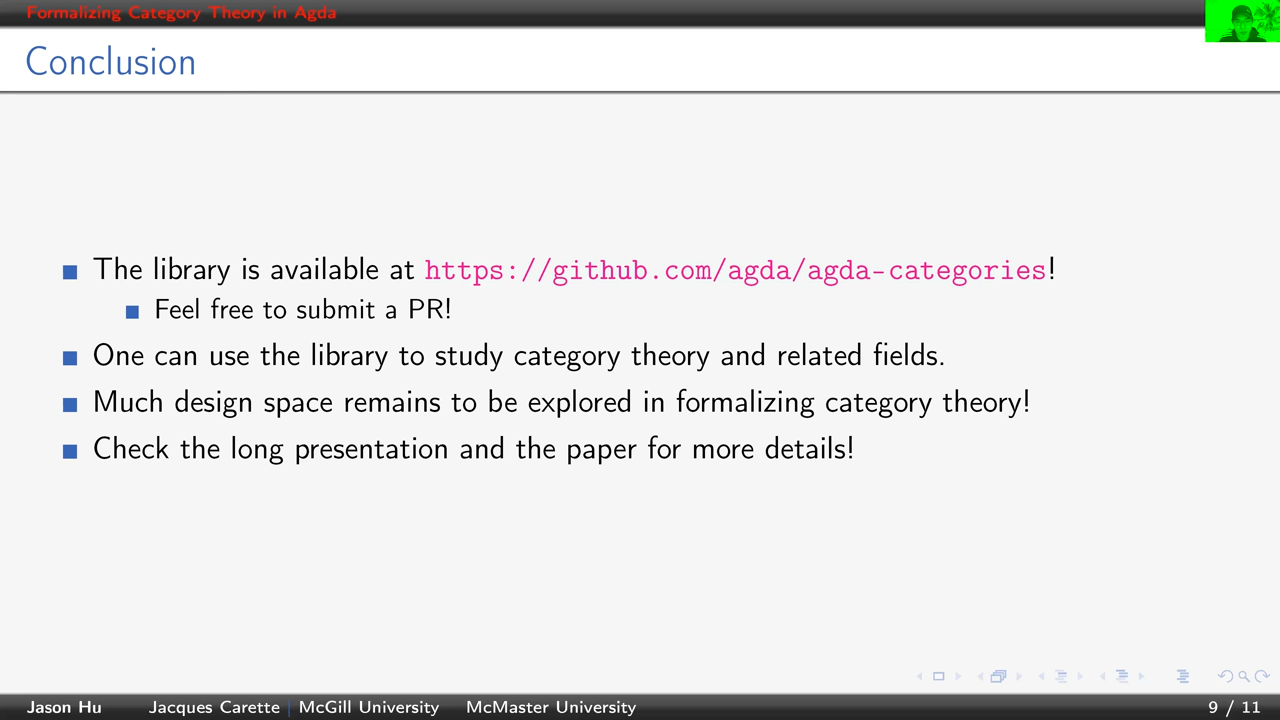 Formalizing Category Theory in Agda
Conclusion
The library is available at https://github.com/agda/agda-categories!
Feel free to submit a PR!
One can use the library to study category theory and related fields.
Much design space remains to be explored in formalizing category theory!
Check the long presentation and the paper for more details!
Jason Hu Jacques Carette McGill University McMaster University 9 / 11